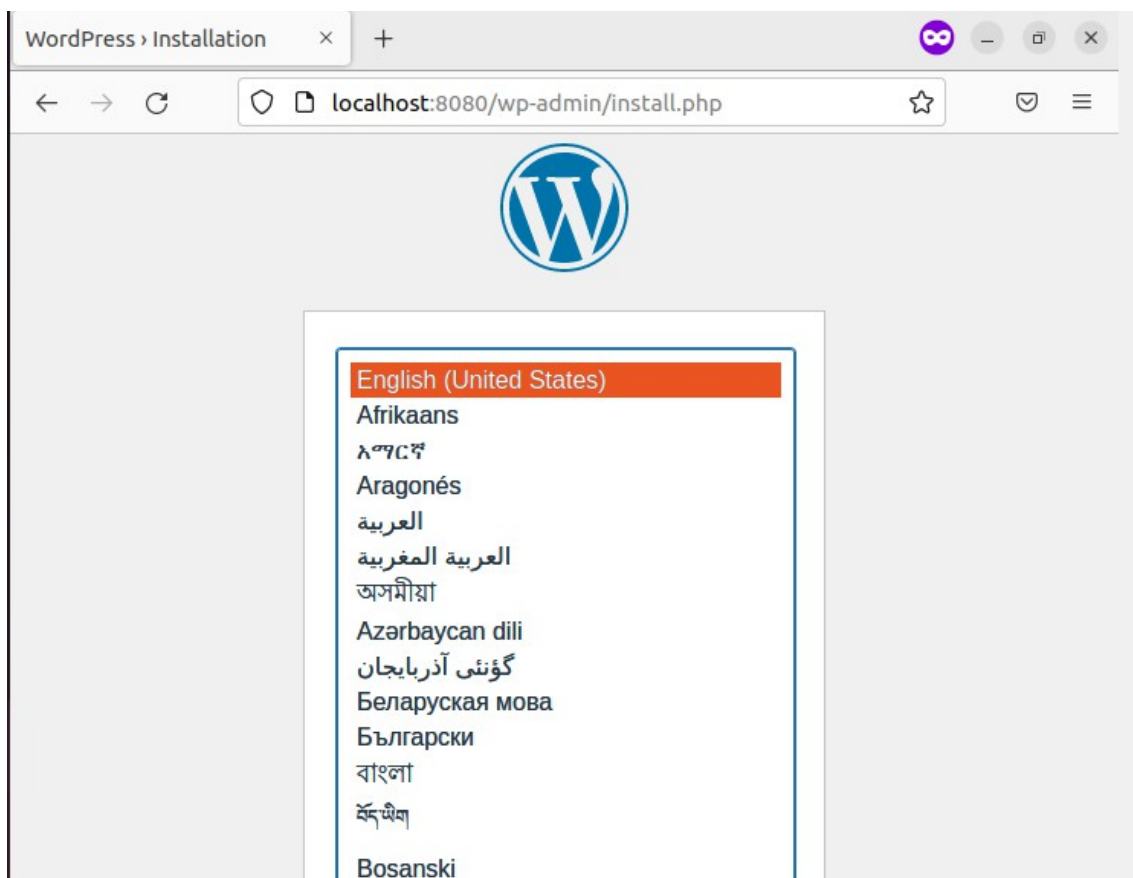 WordPress › Installation
localhost:8080/wp-admin/install.php
English (United States)
Afrikaans
አማርኛ
Aragonés
العربية
العربية المغربية
অসমীয়া
Azərbaycan dili
گؤنئی آذربایجان
Беларуская мова
Български
বাংলা
བོད་ཡིག
Bosanski